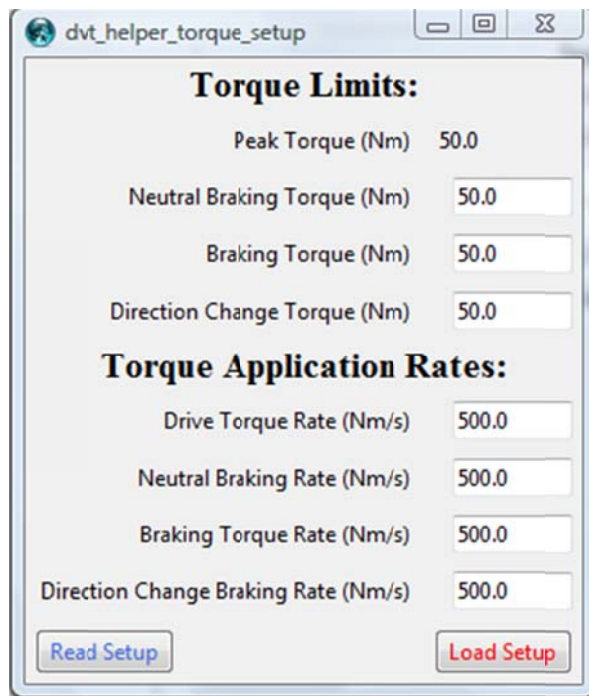 dvt_helper_torque_setup
Torque Limits:
Peak Torque (Nm) 50.0
Neutral Braking Torque (Nm) 50.0
Braking Torque (Nm) 50.0
Direction Change Torque (Nm) 50.0
Torque Application Rates:
Drive Torque Rate (Nm/s) 500.0
Neutral Braking Rate (Nm/s) 500.0
Braking Torque Rate (Nm/s) 500.0
Direction Change Braking Rate (Nm/s) 500.0
Read Setup Load Setup